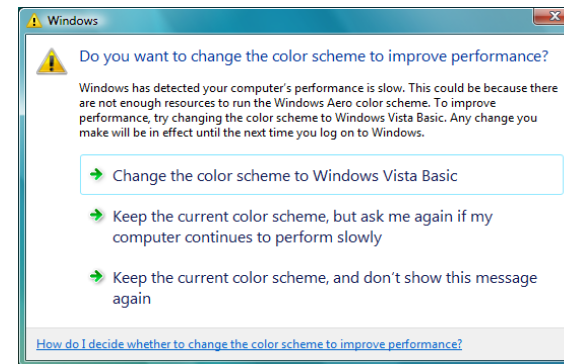 Windows
Do you want to change the color scheme to improve performance?
Windows has detected your computer's performance is slow. This could be because there
are not enough resources to run the Windows Aero color scheme. To improve
performance, try changing the color scheme to Windows Vista Basic. Any change you
make will be in effect until the next time you log on to Windows.
Change the color scheme to Windows Vista Basic
Keep the current color scheme, but ask me again if my
computer continues to perform slowly
Keep the current color scheme, and don't show this message
again
How do I decide whether to change the color scheme to improve performance?